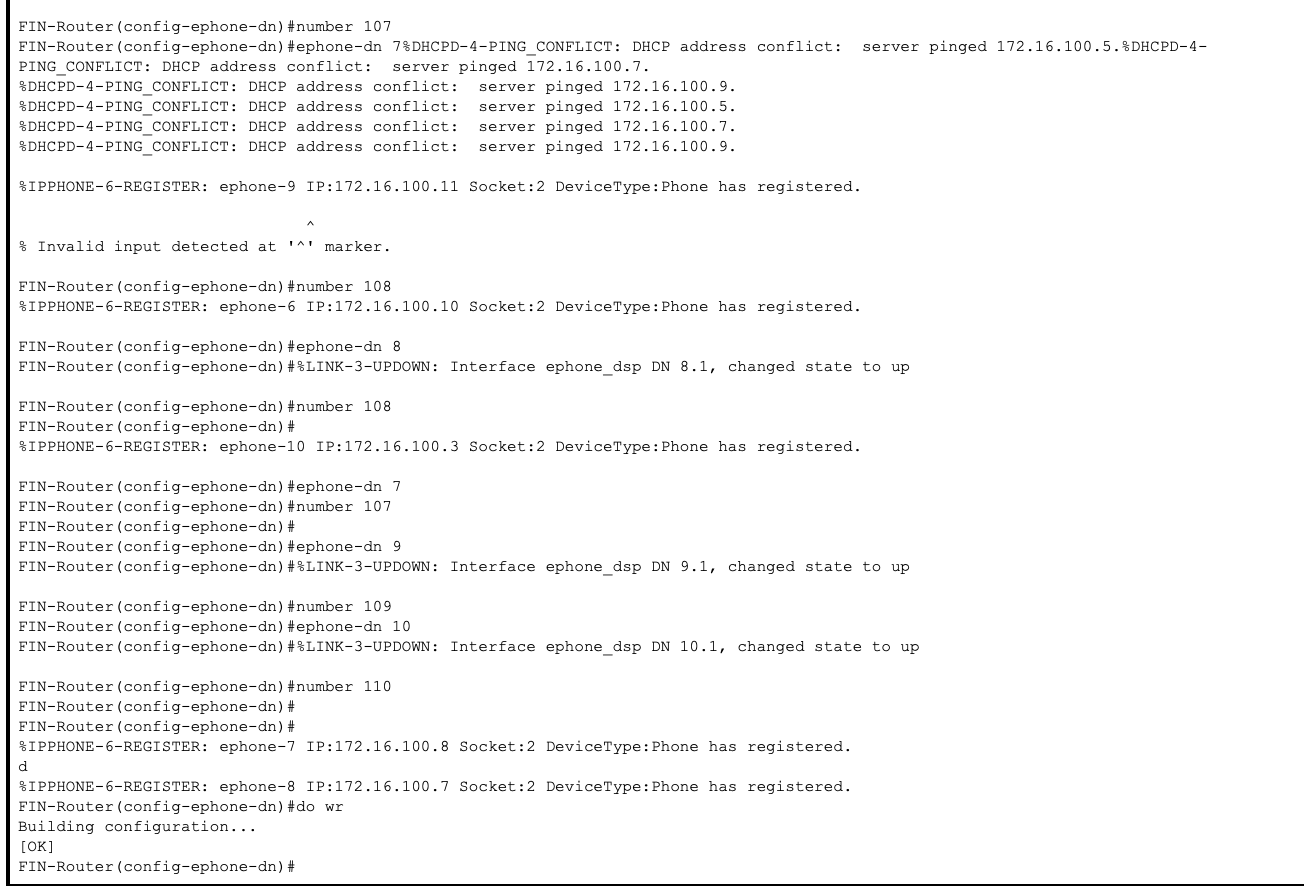 FIN-Router(config-ephone-dn)#number 107
FIN-Router(config-ephone-dn)#ephone-dn 7%DHCPD-4-PING_CONFLICT: DHCP address conflict:  server pinged 172.16.100.5.%DHCPD-4-
PING_CONFLICT: DHCP address conflict:  server pinged 172.16.100.7.
%DHCPD-4-PING_CONFLICT: DHCP address conflict:  server pinged 172.16.100.9.
%DHCPD-4-PING_CONFLICT: DHCP address conflict:  server pinged 172.16.100.5.
%DHCPD-4-PING_CONFLICT: DHCP address conflict:  server pinged 172.16.100.7.
%DHCPD-4-PING_CONFLICT: DHCP address conflict:  server pinged 172.16.100.9.
%IPPHONE-6-REGISTER: ephone-9 IP:172.16.100.11 Socket:2 DeviceType:Phone has registered.
^
% Invalid input detected at '^' marker.
FIN-Router(config-ephone-dn)#number 108
%IPPHONE-6-REGISTER: ephone-6 IP:172.16.100.10 Socket:2 DeviceType:Phone has registered.
FIN-Router(config-ephone-dn)#ephone-dn 8
FIN-Router(config-ephone-dn)#%LINK-3-UPDOWN: Interface ephone_dsp DN 8.1, changed state to up
FIN-Router(config-ephone-dn)#number 108
FIN-Router(config-ephone-dn)#
%IPPHONE-6-REGISTER: ephone-10 IP:172.16.100.3 Socket:2 DeviceType:Phone has registered.
FIN-Router(config-ephone-dn)#ephone-dn 7
FIN-Router(config-ephone-dn)#number 107
FIN-Router(config-ephone-dn)#
FIN-Router(config-ephone-dn)#ephone-dn 9
FIN-Router(config-ephone-dn)#%LINK-3-UPDOWN: Interface ephone_dsp DN 9.1, changed state to up
FIN-Router(config-ephone-dn)#number 109
FIN-Router(config-ephone-dn)#ephone-dn 10
FIN-Router(config-ephone-dn)#%LINK-3-UPDOWN: Interface ephone_dsp DN 10.1, changed state to up
FIN-Router(config-ephone-dn)#number 110
FIN-Router(config-ephone-dn)#
FIN-Router(config-ephone-dn)#
%IPPHONE-6-REGISTER: ephone-7 IP:172.16.100.8 Socket:2 DeviceType:Phone has registered.
d
%IPPHONE-6-REGISTER: ephone-8 IP:172.16.100.7 Socket:2 DeviceType:Phone has registered.
FIN-Router(config-ephone-dn)#do wr
Building configuration...
[OK]
FIN-Router(config-ephone-dn)#